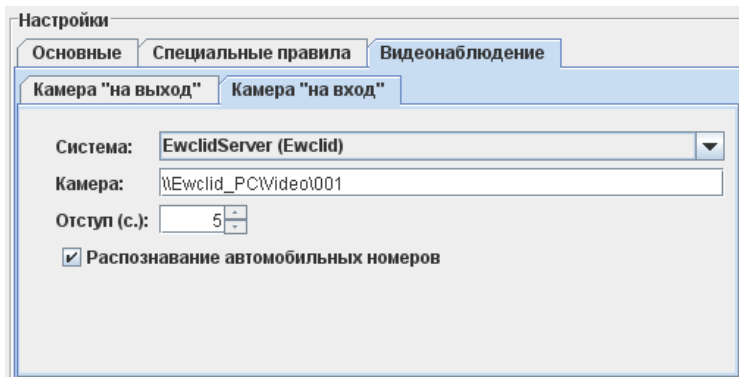 Настройки
Основные Специальные правила Видеонаблюдение
Камера "на выход" Камера "на вход"
Система: EwclidServer (Ewclid)
Камера: \\Ewclid_PC\Video\001
Отступ (с.): 5
Распознавание автомобильных номеров